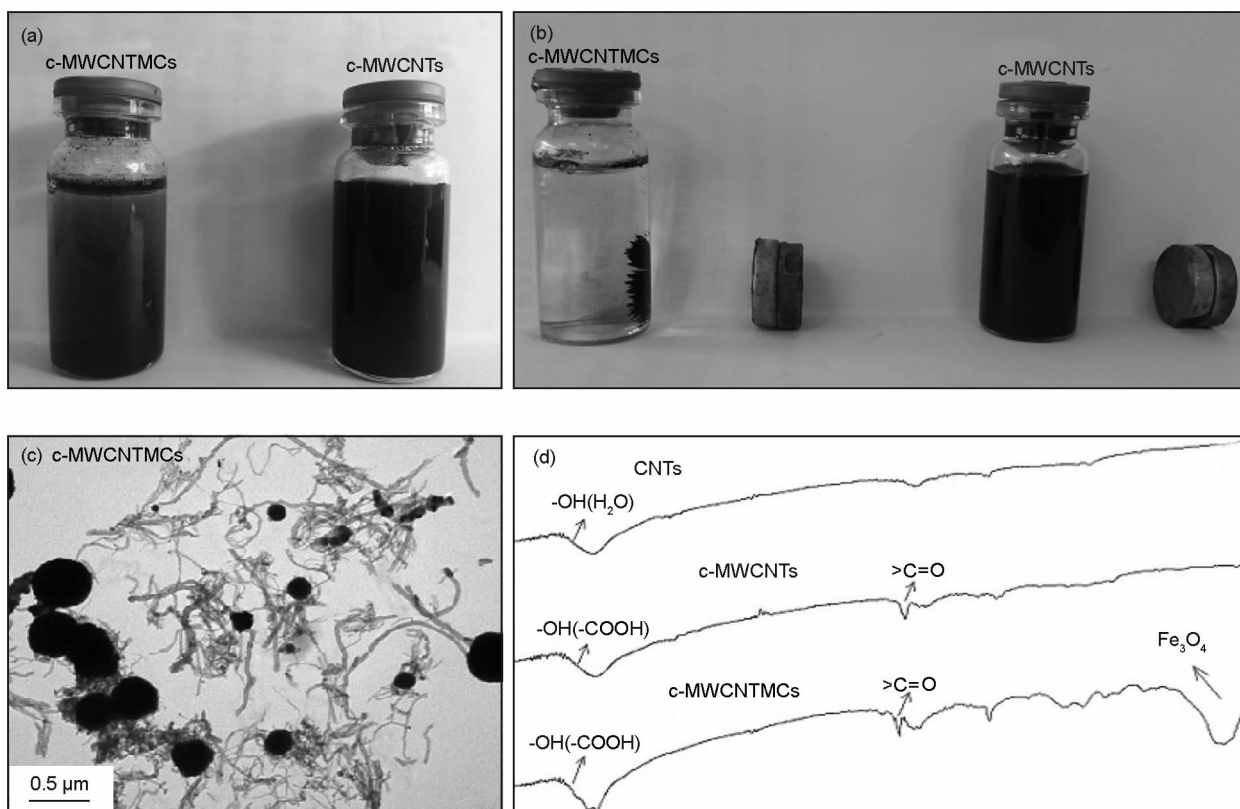 (a)
c-MWCNTMCs
c-MWCNTs
(b)
c-MWCNTMCs
c-MWCNTs
(c) c-MWCNTMCs
0.5 μm
(d)
CNTs
-OH(H₂O)
c-MWCNTs
>C=O
-OH(-COOH)
Fe₃O₄
c-MWCNTMCs
>C=O
-OH(-COOH)